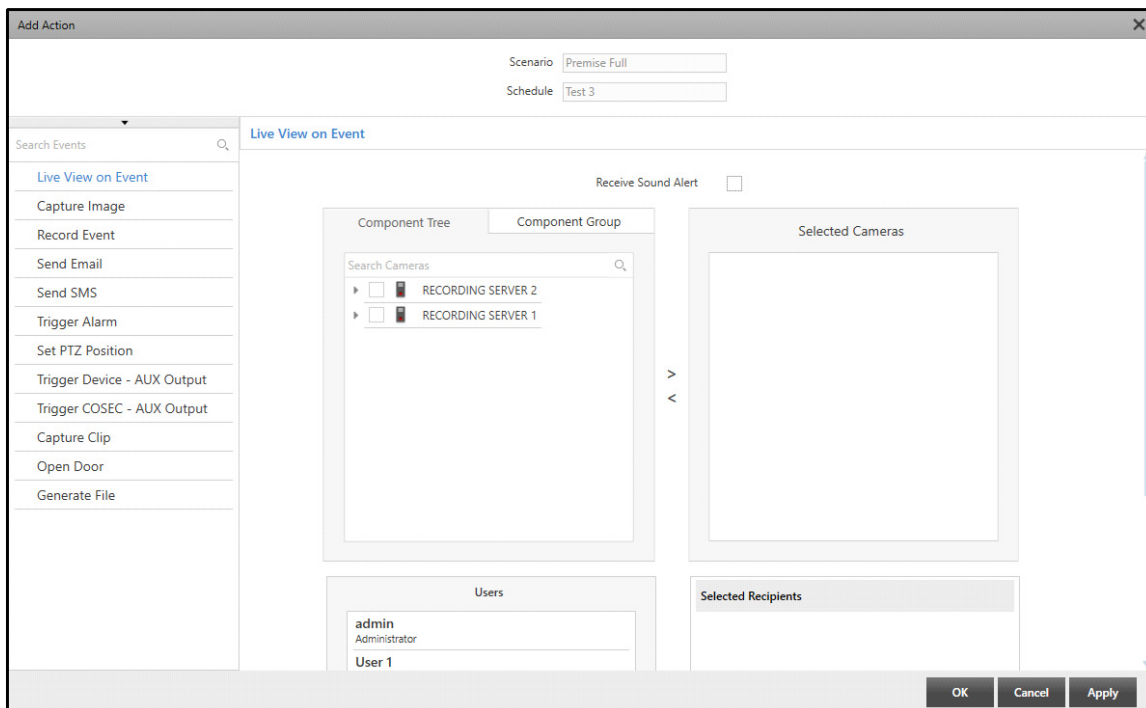 Add Action
Scenario Premise Full
Schedule Test 3
Search Events
Live View on Event
Capture Image
Record Event
Send Email
Send SMS
Trigger Alarm
Set PTZ Position
Trigger Device - AUX Output
Trigger COSEC - AUX Output
Capture Clip
Open Door
Generate File
Live View on Event
Receive Sound Alert
Component Tree
Component Group
Search Cameras
RECORDING SERVER 2
RECORDING SERVER 1
>
<
Selected Cameras
Users
admin
Administrator
User 1
Selected Recipients
OK
Cancel
Apply